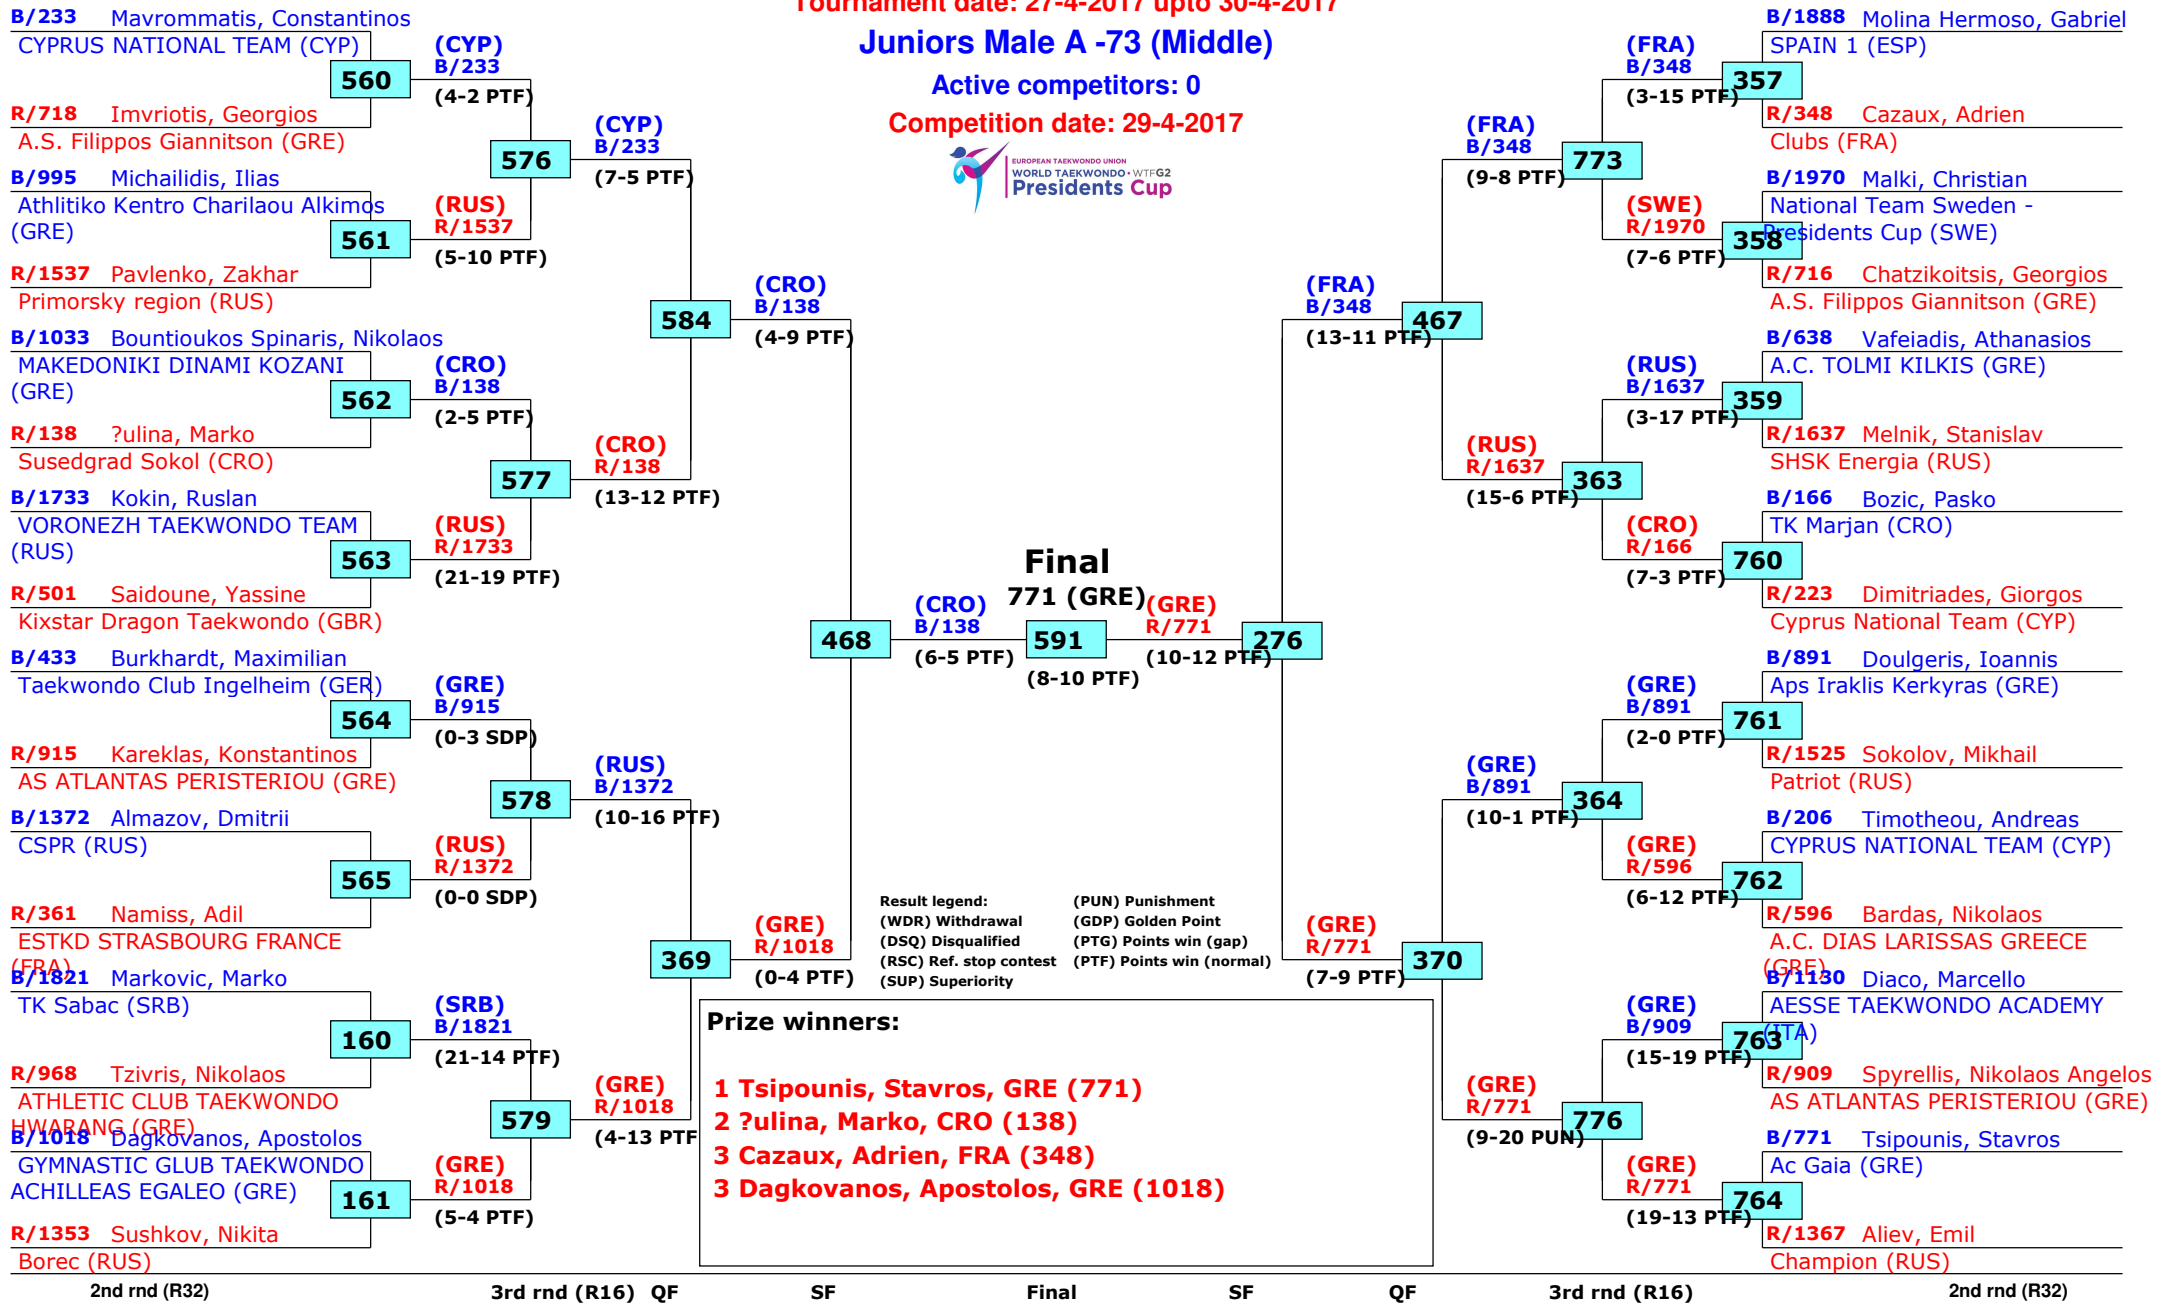 Tournament date: 27-4-2017 upto 30-4-2017
Juniors Male A -73 (Middle)
Active competitors: 0
Competition date: 29-4-2017
EUROPEAN TAEKWONDO UNION
WORLD TAEKWONDO • WTFG2
Presidents Cup
B/233 Mavrommatis, Constantinos
CYPRUS NATIONAL TEAM (CYP)
560
R/718 Imvriotis, Georgios
A.S. Filippos Giannitson (GRE)
B/995 Michailidis, Ilias
Athlitiko Kentro Charilaou Alkimos
(GRE)
561
R/1537 Pavlenko, Zakhar
Primorsky region (RUS)
B/1033 Bountioukos Spinaris, Nikolaos
MAKEDONIKI DINAMI KOZANI
(GRE)
562
R/138 ?ulina, Marko
Susedgrad Sokol (CRO)
B/1733 Kokin, Ruslan
VORONEZH TAEKWONDO TEAM
(RUS)
563
R/501 Saidoune, Yassine
Kixstar Dragon Taekwondo (GBR)
B/433 Burkhardt, Maximilian
Taekwondo Club Ingelheim (GER)
564
R/915 Kareklas, Konstantinos
AS ATLANTAS PERISTERIOU (GRE)
B/1372 Almazov, Dmitrii
CSPR (RUS)
565
R/361 Namiss, Adil
ESTKD STRASBOURG FRANCE
(FRA)
B/1821 Markovic, Marko
TK Sabac (SRB)
160
R/968 Tzivris, Nikolaos
ATHLETIC CLUB TAEKWONDO
HWARANG (GRE)
B/1018 Dagkovanos, Apostolos
GYMNASTIC GLUB TAEKWONDO
ACHILLEAS EGALEO (GRE)
161
R/1353 Sushkov, Nikita
Borec (RUS)
(CYP)
B/233
(4-2 PTF)
576
(RUS)
R/1537
(5-10 PTF)
(CRO)
B/138
(2-5 PTF)
577
(RUS)
R/1733
(21-19 PTF)
(GRE)
B/915
(0-3 SDP)
578
(RUS)
R/1372
(0-0 SDP)
(SRB)
B/1821
(21-14 PTF)
579
(GRE)
R/1018
(5-4 PTF)
(CYP)
B/233
(7-5 PTF)
584
(CRO)
R/138
(13-12 PTF)
(RUS)
B/1372
(10-16 PTF)
369
(GRE)
R/1018
(4-13 PTF
(CRO)
B/138
(4-9 PTF)
468
(GRE)
R/1018
(0-4 PTF)
(CRO)
B/138
(6-5 PTF)
Final
771 (GRE)
591
(8-10 PTF)
(GRE)
R/771
(10-12 PTF)
276
(FRA)
B/348
(13-11 PTF)
467
(GRE)
R/771
(7-9 PTF)
370
(FRA)
B/348
(9-8 PTF)
773
(RUS)
R/1637
(15-6 PTF)
363
(GRE)
B/891
(10-1 PTF)
364
(GRE)
R/771
(9-20 PUN)
776
(FRA)
B/348
(3-15 PTF)
(SWE)
R/1970
(7-6 PTF)
(RUS)
B/1637
(3-17 PTF)
(CRO)
R/166
(7-3 PTF)
(GRE)
B/891
(2-0 PTF)
(GRE)
R/596
(6-12 PTF)
(GRE)
B/909
(15-19 PTF)
(GRE)
R/771
(19-13 PTF)
B/1888 Molina Hermoso, Gabriel
SPAIN 1 (ESP)
357
R/348 Cazaux, Adrien
Clubs (FRA)
B/1970 Malki, Christian
National Team Sweden -
Presidents Cup (SWE)
358
R/716 Chatzikoitsis, Georgios
A.S. Filippos Giannitson (GRE)
B/638 Vafeiadis, Athanasios
A.C. TOLMI KILKIS (GRE)
359
R/1637 Melnik, Stanislav
SHSK Energia (RUS)
B/166 Bozic, Pasko
TK Marjan (CRO)
760
R/223 Dimitriades, Giorgos
Cyprus National Team (CYP)
B/891 Doulgeris, Ioannis
Aps Iraklis Kerkyras (GRE)
761
R/1525 Sokolov, Mikhail
Patriot (RUS)
B/206 Timotheou, Andreas
CYPRUS NATIONAL TEAM (CYP)
762
R/596 Bardas, Nikolaos
A.C. DIAS LARISSAS GREECE
(GRE)
B/1130 Diaco, Marcello
AESSE TAEKWONDO ACADEMY
(ITA)
763
R/909 Spyrellis, Nikolaos Angelos
AS ATLANTAS PERISTERIOU (GRE)
B/771 Tsipounis, Stavros
Ac Gaia (GRE)
764
R/1367 Aliev, Emil
Champion (RUS)
Result legend:
(WDR) Withdrawal
(DSQ) Disqualified
(RSC) Ref. stop contest
(SUP) Superiority
(PUN) Punishment
(GDP) Golden Point
(PTG) Points win (gap)
(PTF) Points win (normal)
Prize winners:
1 Tsipounis, Stavros, GRE (771)
2 ?ulina, Marko, CRO (138)
3 Cazaux, Adrien, FRA (348)
3 Dagkovanos, Apostolos, GRE (1018)
2nd rnd (R32) 3rd rnd (R16) QF SF Final SF QF 3rd rnd (R16) 2nd rnd (R32)